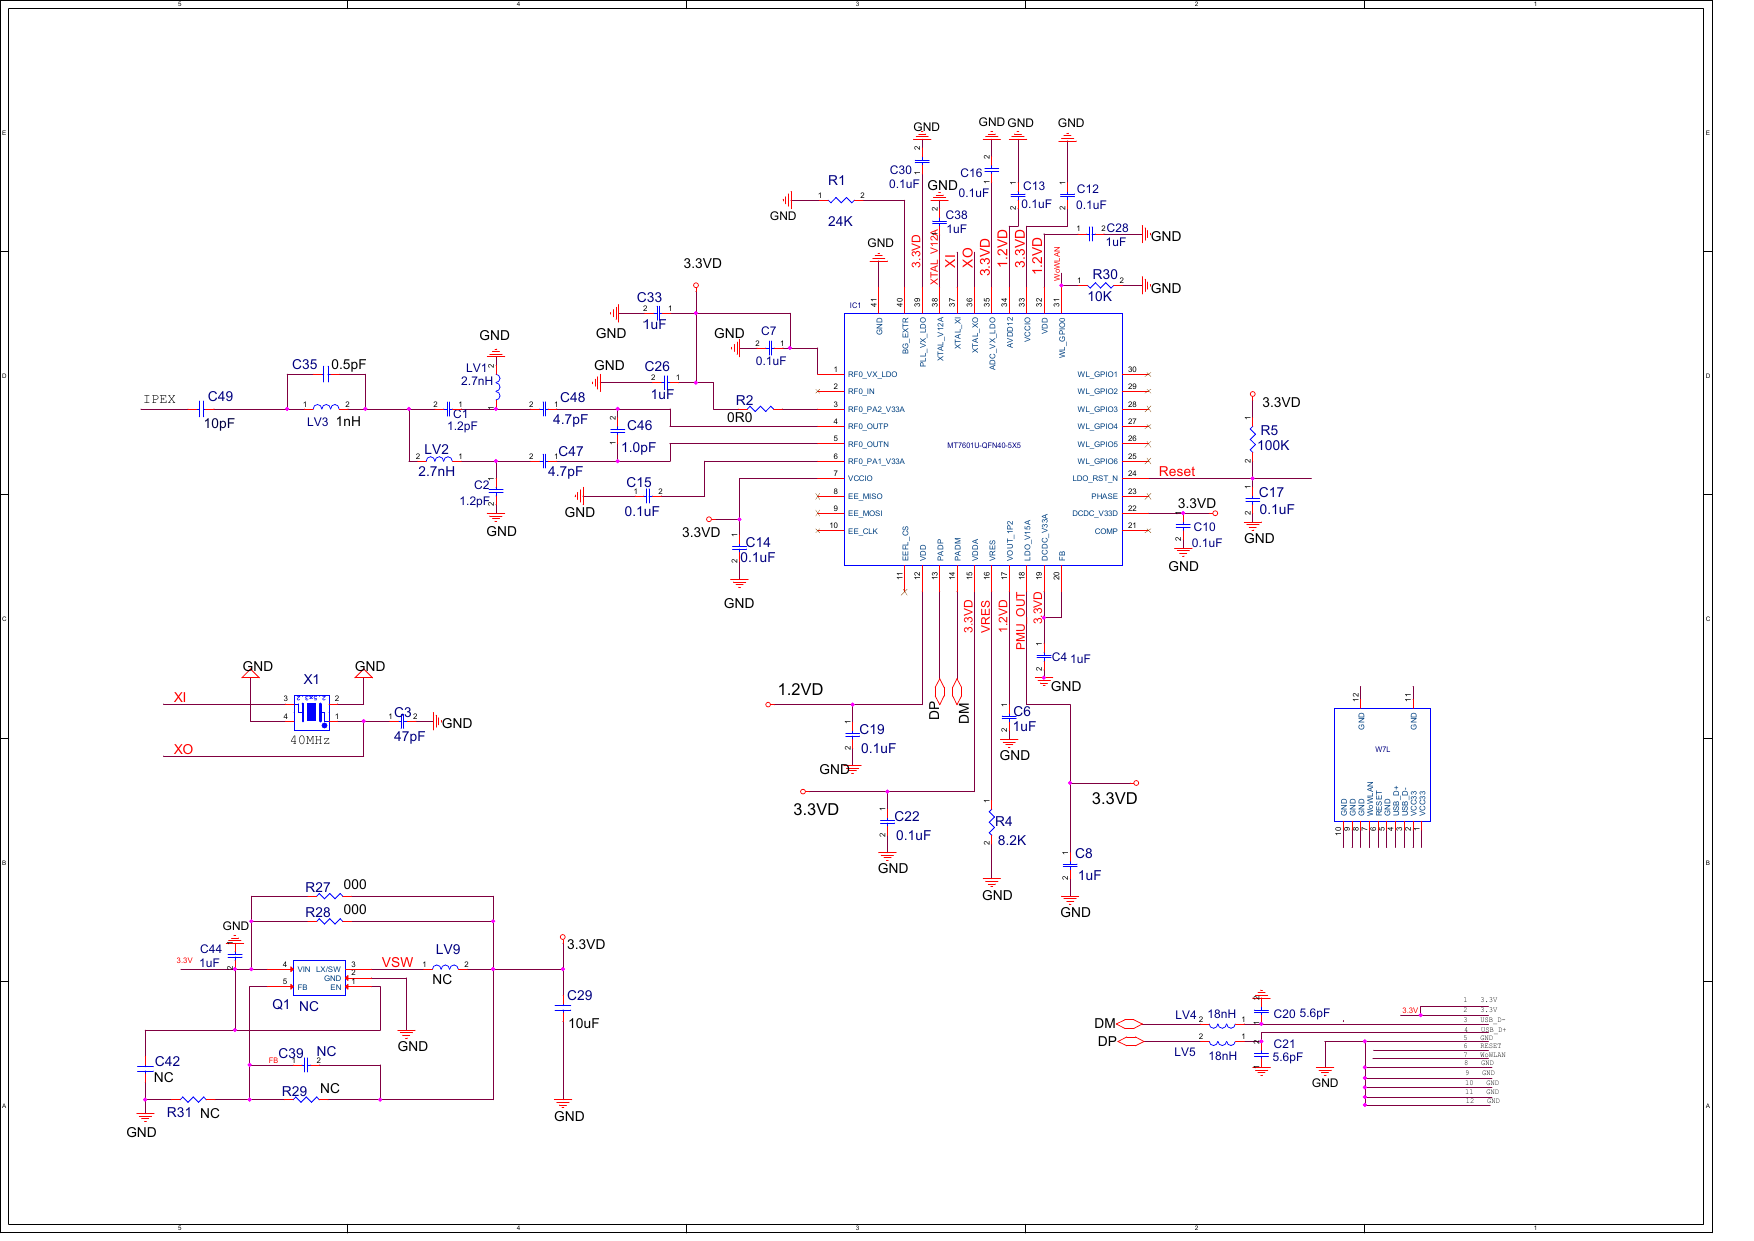 5 4 3 2 1
E
E
GND
GND GND
GND
C30
0.1uF
C16
0.1uF
C13
0.1uF
C12
0.1uF
GND
C38
1uF
R1
24K
GND
C28
1uF
GND
3.3VD
XTAL_V12A
XI
XO
3.3VD
1.2VD
3.3VD
1.2VD
WoWLAN
R30
10K
GND
GND
3.3VD
C33
1uF
GND
C7
0.1uF
GND
C26
1uF
GND
R2
0R0
IC1
41 40 39 38 37 36 35 34 33 32 31
GND
BG_EXTR
PLL_VX_LDO
XTAL_V12A
XTAL_XI
XTAL_XO
ADC_VX_LDO
AVDD12
VCCIO
VDD
WL_GPIO0
1 RF0_VX_LDO
2 RF0_IN
3 RF0_PA2_V33A
4 RF0_OUTP
5 RF0_OUTN
6 RF0_PA1_V33A
7 VCCIO
8 EE_MISO
9 EE_MOSI
10 EE_CLK
MT7601U-QFN40-5X5
WL_GPIO1 30
WL_GPIO2 29
WL_GPIO3 28
WL_GPIO4 27
WL_GPIO5 26
WL_GPIO6 25
LDO_RST_N 24
PHASE 23
DCDC_V33D 22
COMP 21
EEFL_CS
VDD
PADP
PADM
VDDA
VRES
VOUT_1P2
LDO_V15A
DCDC_V33A
FB
11 12 13 14 15 16 17 18 19 20
D
D
IPEX
C49
10pF
C35 0.5pF
LV3 1nH
GND
LV1
2.7nH
C1
1.2pF
C48
4.7pF
C46
1.0pF
LV2
2.7nH
C47
4.7pF
C2
1.2pF
GND
C15
0.1uF
GND
3.3VD
C14
0.1uF
GND
3.3VD
R5
100K
Reset
C17
0.1uF
GND
3.3VD
C10
0.1uF
GND
C
C
3.3VD
VRES
1.2VD
PMU_OUT
3.3VD
C4 1uF
GND
1.2VD
C19
0.1uF
GND
DP
DM
C6
1uF
GND
3.3VD
C22
0.1uF
GND
R4
8.2K
GND
3.3VD
C8
1uF
GND
GND
GND
X1
XI
XO
3 2
4 1
40MHz
C3
47pF
GND
12 11
GND GND
W7L
GND
GND
GND
WoWLAN
RESET
GND
USB_D+
USB_D-
VCC33
VCC33
10 9 8 7 6 5 4 3 2 1
B
B
R27 000
R28 000
GND
C44
1uF
3.3V
4 VIN LX/SW 3
GND 2
5 FB EN 1
Q1 NC
VSW
LV9
NC
3.3VD
C29
10uF
GND
GND
C42
NC
FB
C39 NC
R29 NC
R31 NC
GND
DM
DP
LV4 18nH
LV5 18nH
C20 5.6pF
C21
5.6pF
GND
3.3V
1 3.3V
2 3.3V
3 USB_D-
4 USB_D+
5 GND
6 RESET
7 WoWLAN
8 GND
9 GND
10 GND
11 GND
12 GND
A
A
5 4 3 2 1